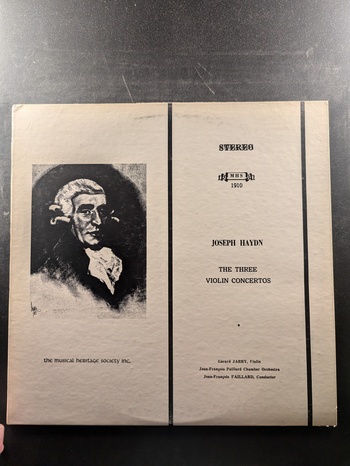 STEREO
MHS
1910
JOSEPH HAYDN
THE THREE
VIOLIN CONCERTOS
the musical heritage society inc.
Gérard JARRY, Violin
Jean-François Paillard Chamber Orchestra
Jean-François PAILLARD, Conductor